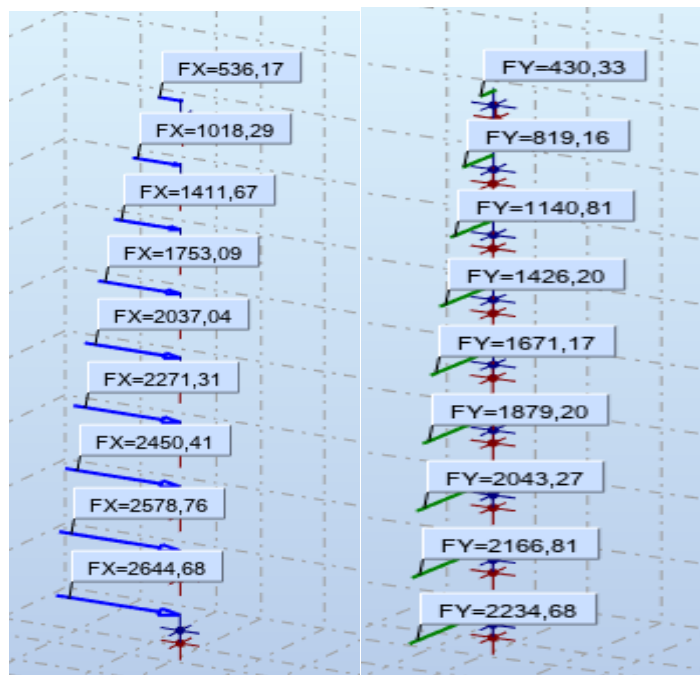 FX=536,17
FX=1018,29
FX=1411,67
FX=1753,09
FX=2037,04
FX=2271,31
FX=2450,41
FX=2578,76
FX=2644,68
FY=430,33
FY=819,16
FY=1140,81
FY=1426,20
FY=1671,17
FY=1879,20
FY=2043,27
FY=2166,81
FY=2234,68